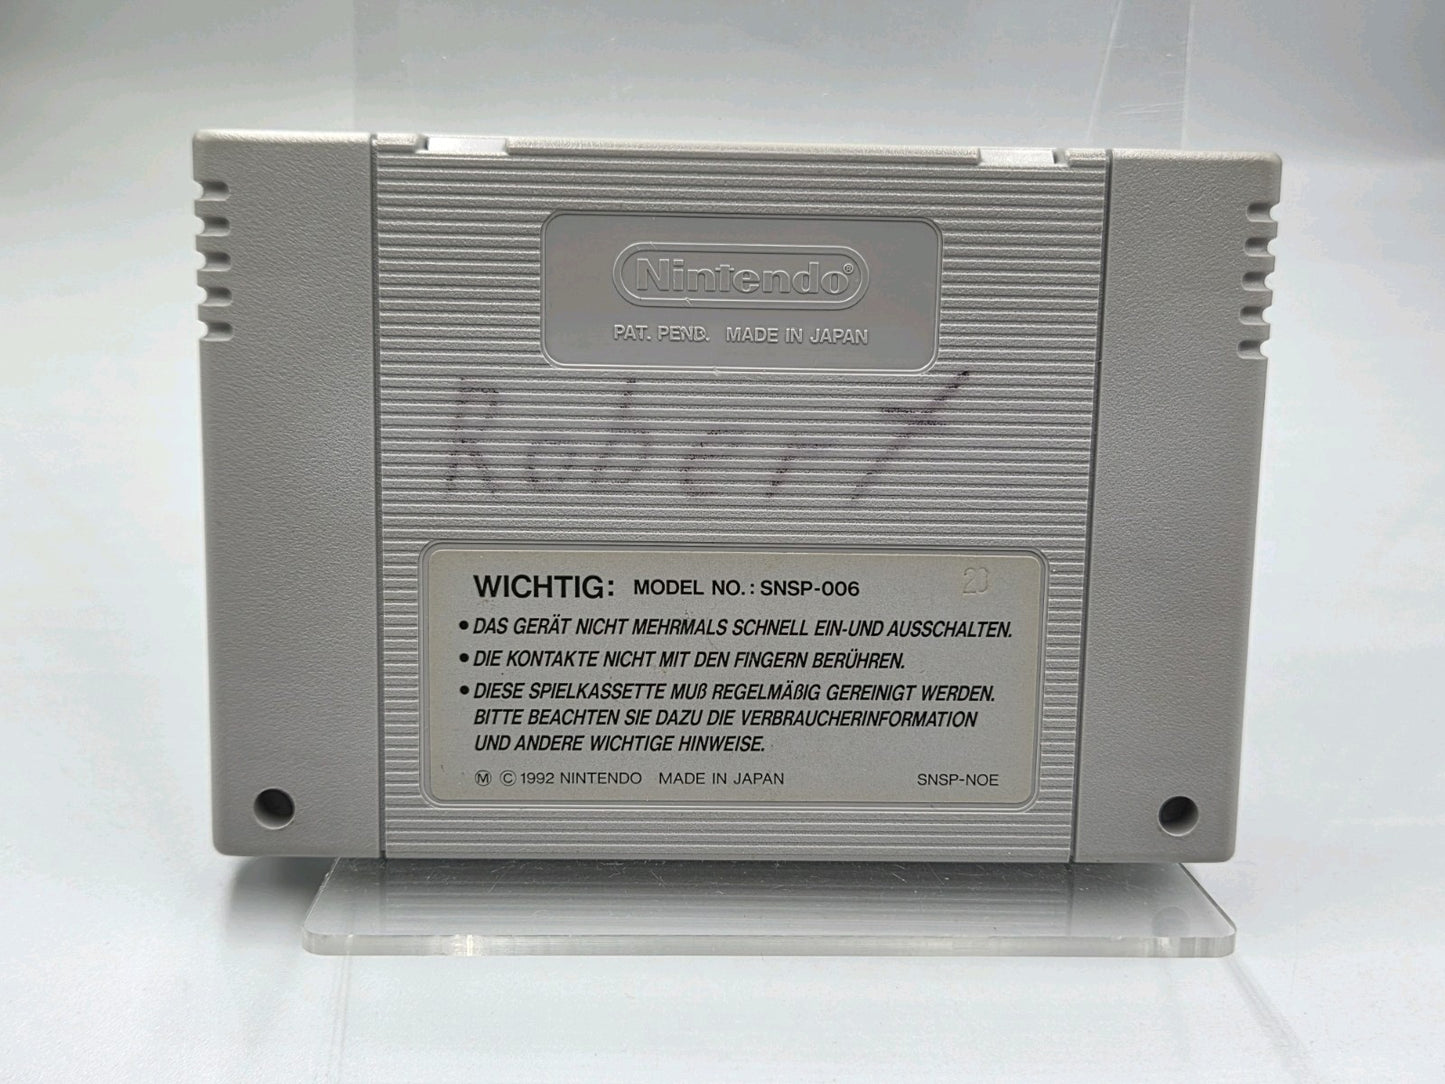 Nintendo®
PAT. PEND. MADE IN JAPAN
Robert
WICHTIG: MODEL NO.: SNSP-006 20
• DAS GERÄT NICHT MEHRMALS SCHNELL EIN-UND AUSSCHALTEN.
• DIE KONTAKTE NICHT MIT DEN FINGERN BERÜHREN.
• DIESE SPIELKASSETTE MUß REGELMÄßIG GEREINIGT WERDEN.
BITTE BEACHTEN SIE DAZU DIE VERBRAUCHERINFORMATION
UND ANDERE WICHTIGE HINWEISE.
Ⓜ © 1992 NINTENDO MADE IN JAPAN SNSP-NOE